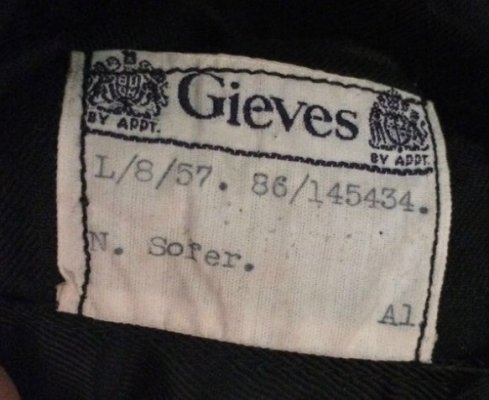 Gieves
BY APPT.
BY APPT.
L/8/57. 86/145434.
N. Sofer.
Al